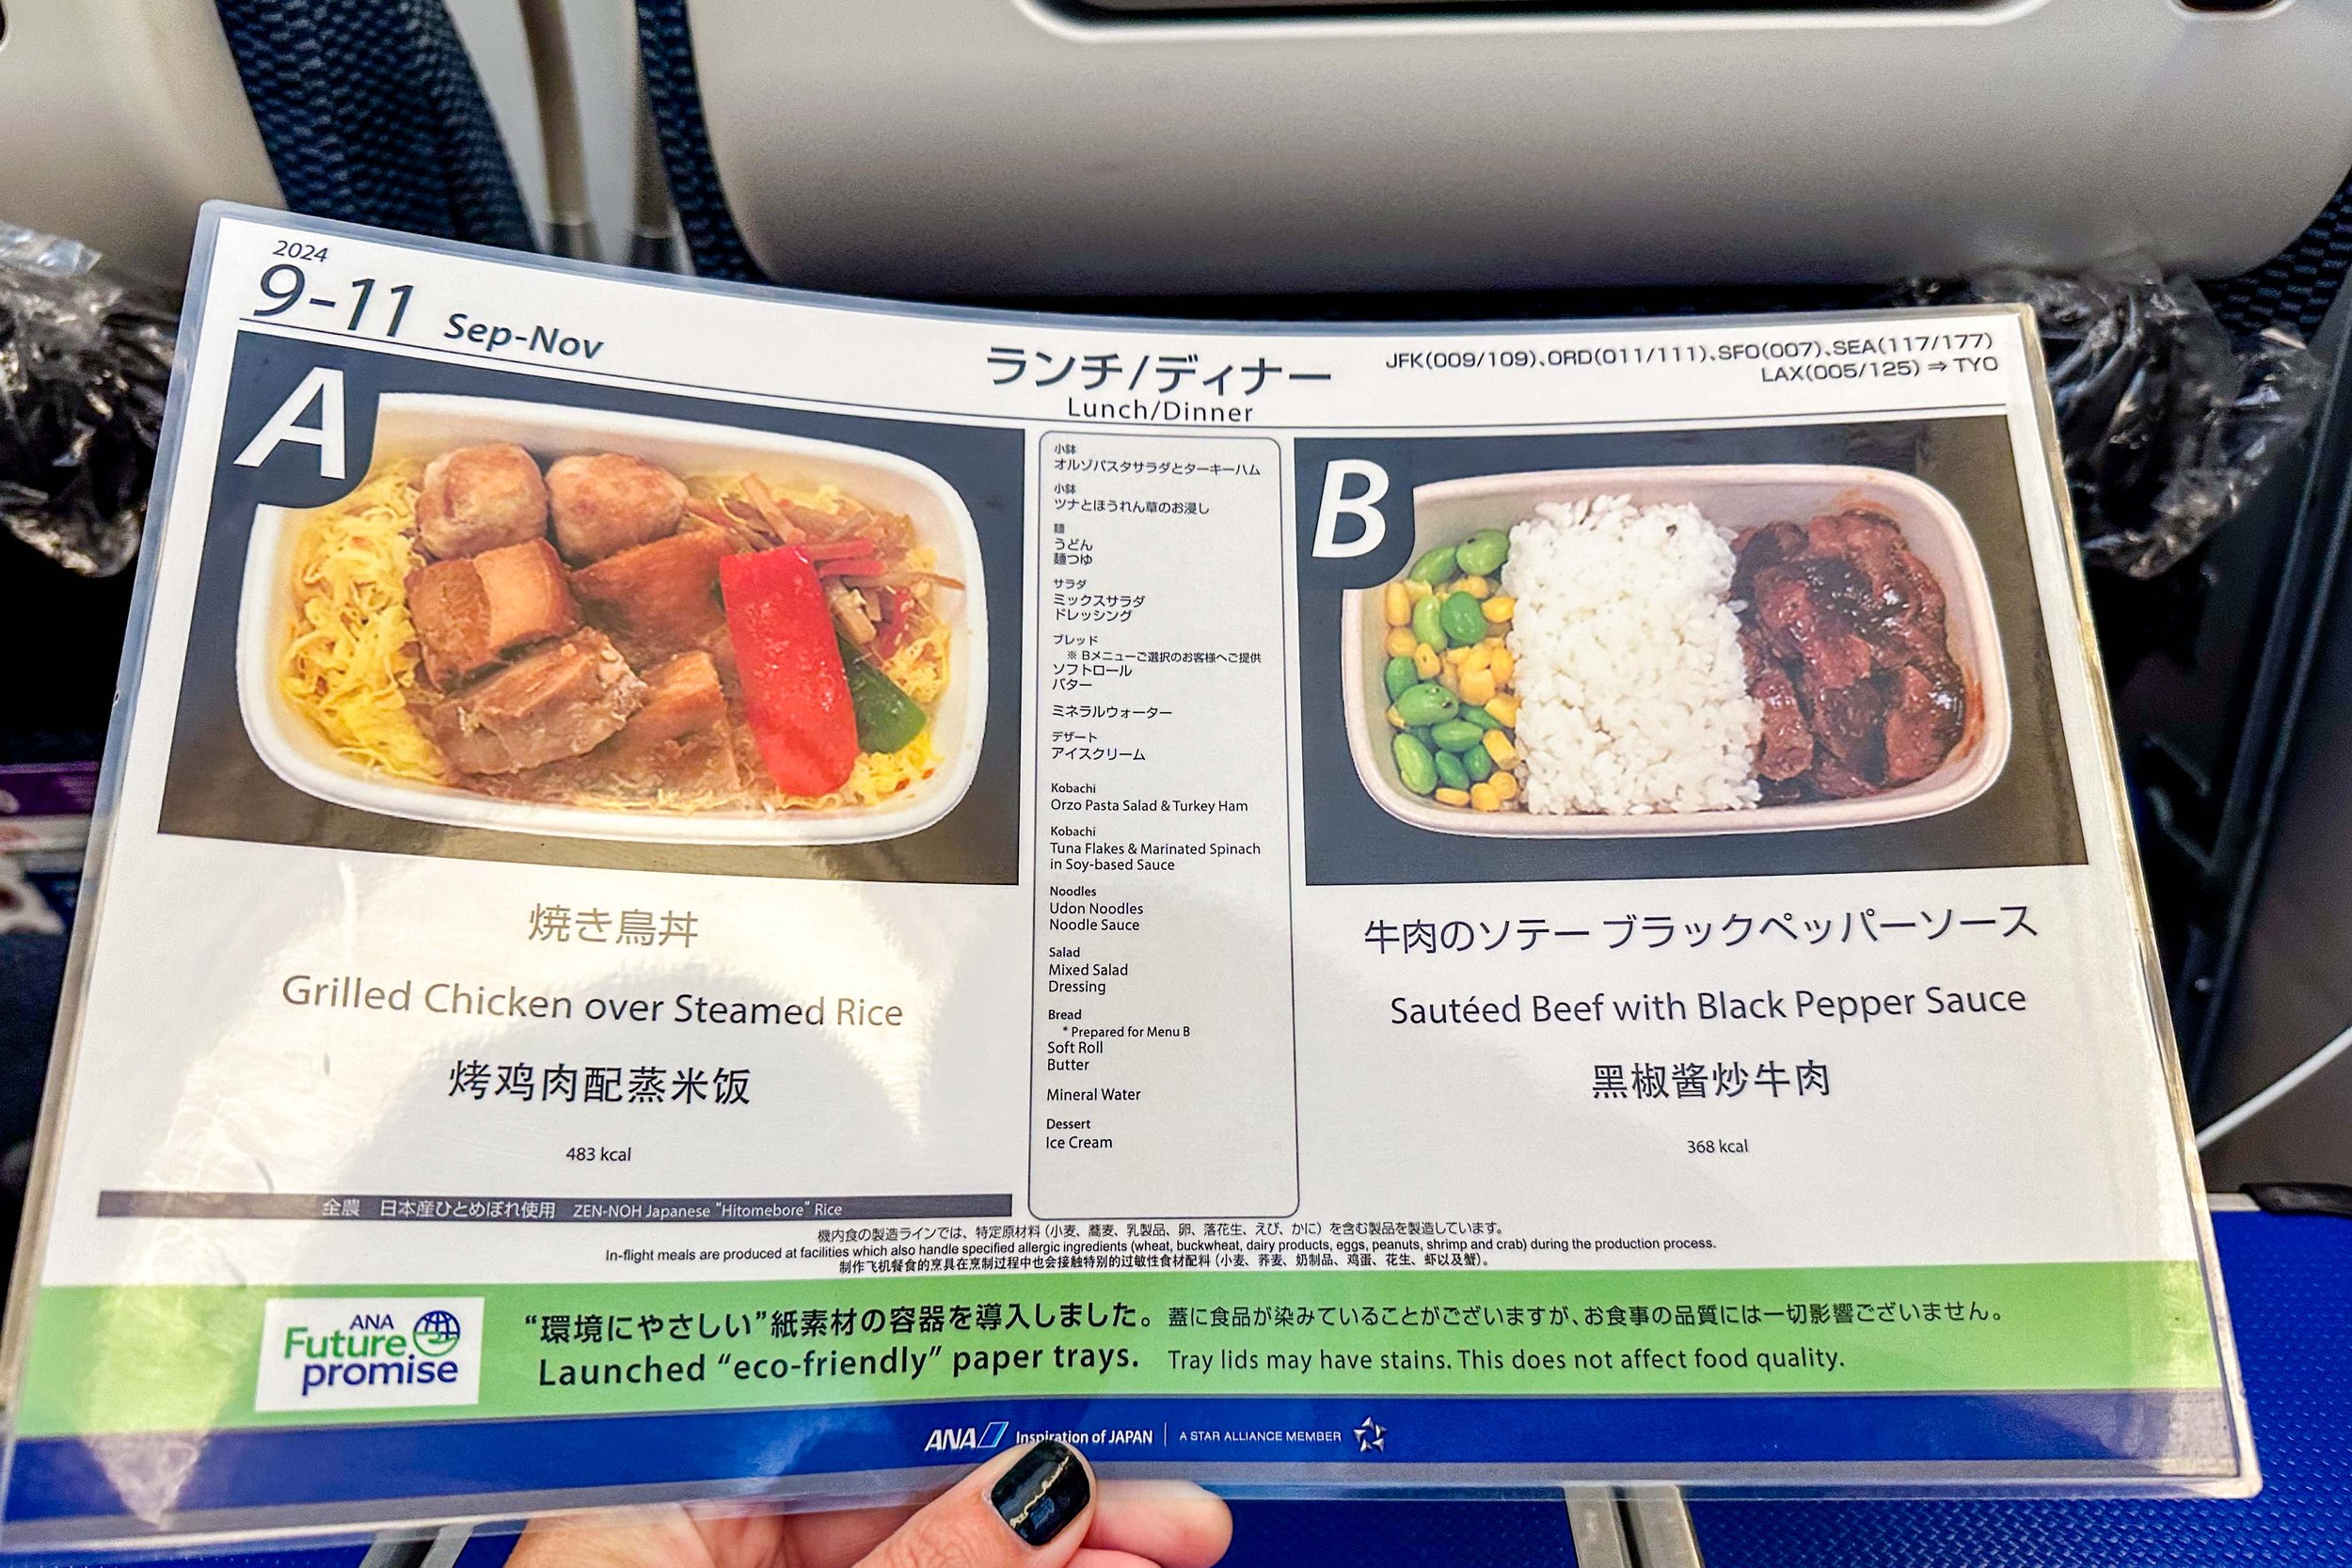 2024
9-11 Sep-Nov
ランチ/ディナー
Lunch/Dinner
JFK(009/109)、ORD(011/111)、SFO(007)、SEA(117/177)
LAX(005/125) ⇒ TYO
A
焼き鳥丼
Grilled Chicken over Steamed Rice
烤鸡肉配蒸米饭
483 kcal
全農 日本産ひとめぼれ使用 ZEN-NOH Japanese "Hitomebore" Rice
小鉢
オルゾパスタサラダとターキーハム
小鉢
ツナとほうれん草のお浸し
麺
うどん
麺つゆ
サラダ
ミックスサラダ
ドレッシング
ブレッド
※ Bメニューご選択のお客様へご提供
ソフトロール
バター
ミネラルウォーター
デザート
アイスクリーム
Kobachi
Orzo Pasta Salad & Turkey Ham
Kobachi
Tuna Flakes & Marinated Spinach
in Soy-based Sauce
Noodles
Udon Noodles
Noodle Sauce
Salad
Mixed Salad
Dressing
Bread
* Prepared for Menu B
Soft Roll
Butter
Mineral Water
Dessert
Ice Cream
B
牛肉のソテー ブラックペッパーソース
Sautéed Beef with Black Pepper Sauce
黑椒酱炒牛肉
368 kcal
機内食の製造ラインでは、特定原材料（小麦、蕎麦、乳製品、卵、落花生、えび、かに）を含む製品を製造しています。
In-flight meals are produced at facilities which also handle specified allergic ingredients (wheat, buckwheat, dairy products, eggs, peanuts, shrimp and crab) during the production process.
制作飞机餐食的烹具在烹制过程中也会接触特别的过敏性食材配料（小麦、荞麦、奶制品、鸡蛋、花生、虾以及蟹）。
ANA
Future
promise
“環境にやさしい”紙素材の容器を導入しました。 蓋に食品が染みていることがございますが、お食事の品質には一切影響ございません。
Launched “eco-friendly” paper trays. Tray lids may have stains. This does not affect food quality.
ANA Inspiration of JAPAN | A STAR ALLIANCE MEMBER